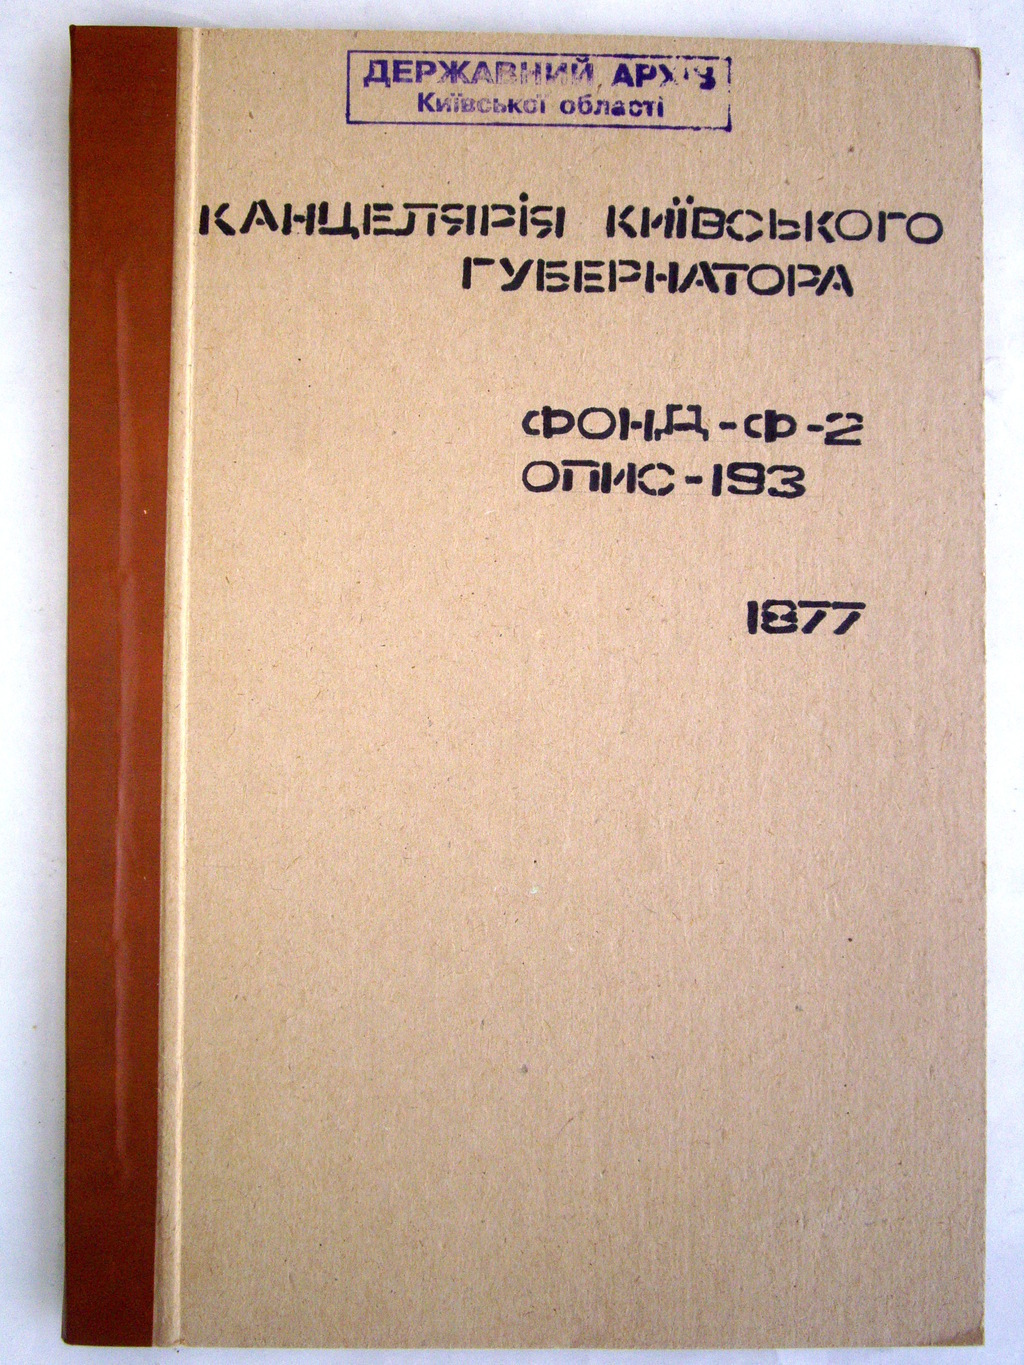 ДЕРЖАВНИЙ АРХІВ
Київської області
КАНЦЕЛЯРІЯ КИЇВСЬКОГО
ГУБЕРНАТОРА
ФОНД-Ф-2
ОПИС-193
1877